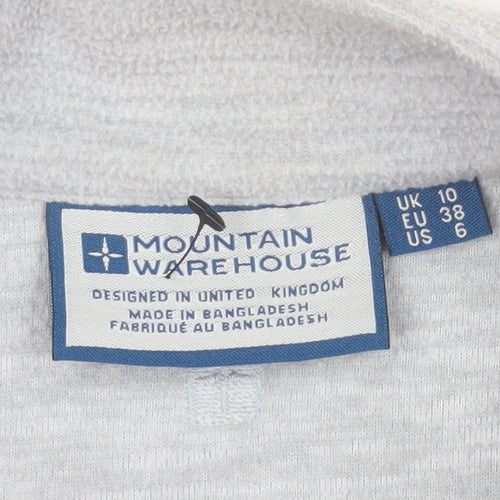 MOUNTAIN
WAREHOUSE
DESIGNED IN UNITED KINGDOM
MADE IN BANGLADESH
FABRIQUÉ AU BANGLADESH
UK 10
EU 38
US 6